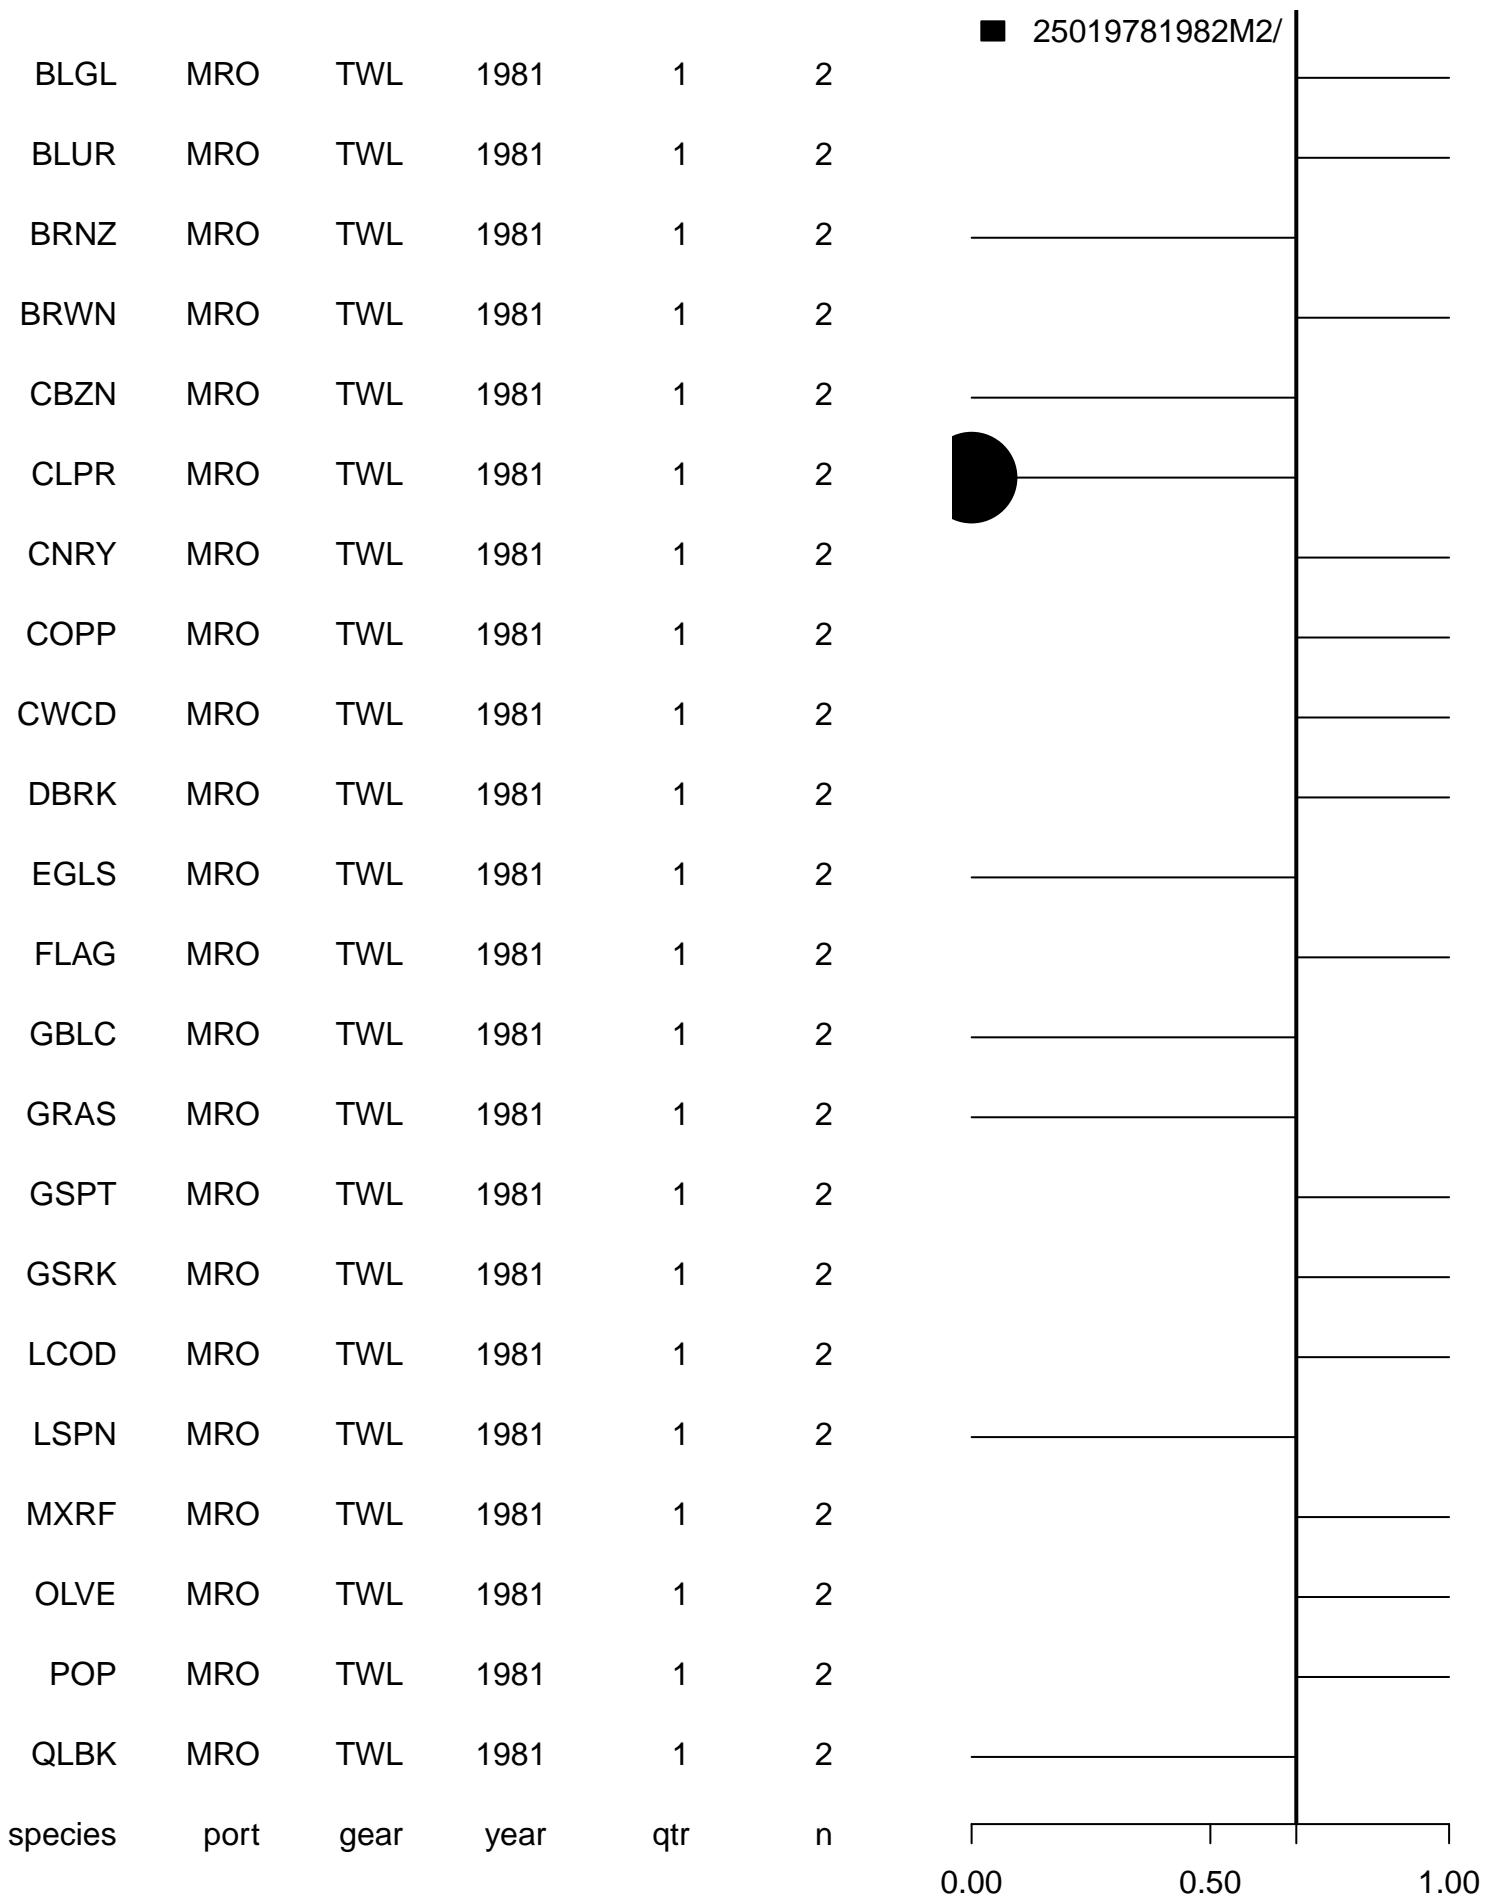 25019781982M2/
BLGL MRO TWL 1981 1 2
BLUR MRO TWL 1981 1 2
BRNZ MRO TWL 1981 1 2
BRWN MRO TWL 1981 1 2
CBZN MRO TWL 1981 1 2
CLPR MRO TWL 1981 1 2
CNRY MRO TWL 1981 1 2
COPP MRO TWL 1981 1 2
CWCD MRO TWL 1981 1 2
DBRK MRO TWL 1981 1 2
EGLS MRO TWL 1981 1 2
FLAG MRO TWL 1981 1 2
GBLC MRO TWL 1981 1 2
GRAS MRO TWL 1981 1 2
GSPT MRO TWL 1981 1 2
GSRK MRO TWL 1981 1 2
LCOD MRO TWL 1981 1 2
LSPN MRO TWL 1981 1 2
MXRF MRO TWL 1981 1 2
OLVE MRO TWL 1981 1 2
POP MRO TWL 1981 1 2
QLBK MRO TWL 1981 1 2
species port gear year qtr n
0.00 0.50 1.00